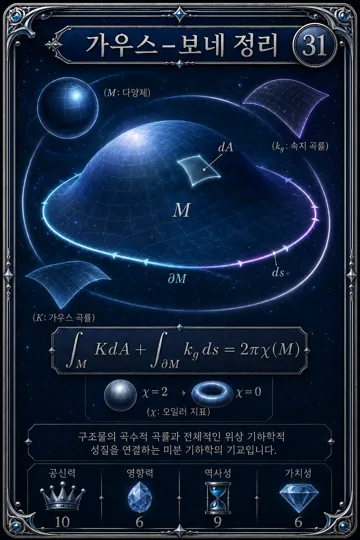 가우스–보네 정리
31
(M: 다양체)
(k_g: 측지 곡률)
dA
M
∂M
ds
(K: 가우스 곡률)
∫_M K dA + ∫_∂M k_g ds = 2πχ(M)
χ = 2 → χ = 0
(χ: 오일러 지표)
구조물의 곡수적 곡률과 전체적인 위상 기하학적
성질을 연결하는 미분 기하학의 기교입니다.
공신력 영향력 역사성 가치성
10 6 9 6